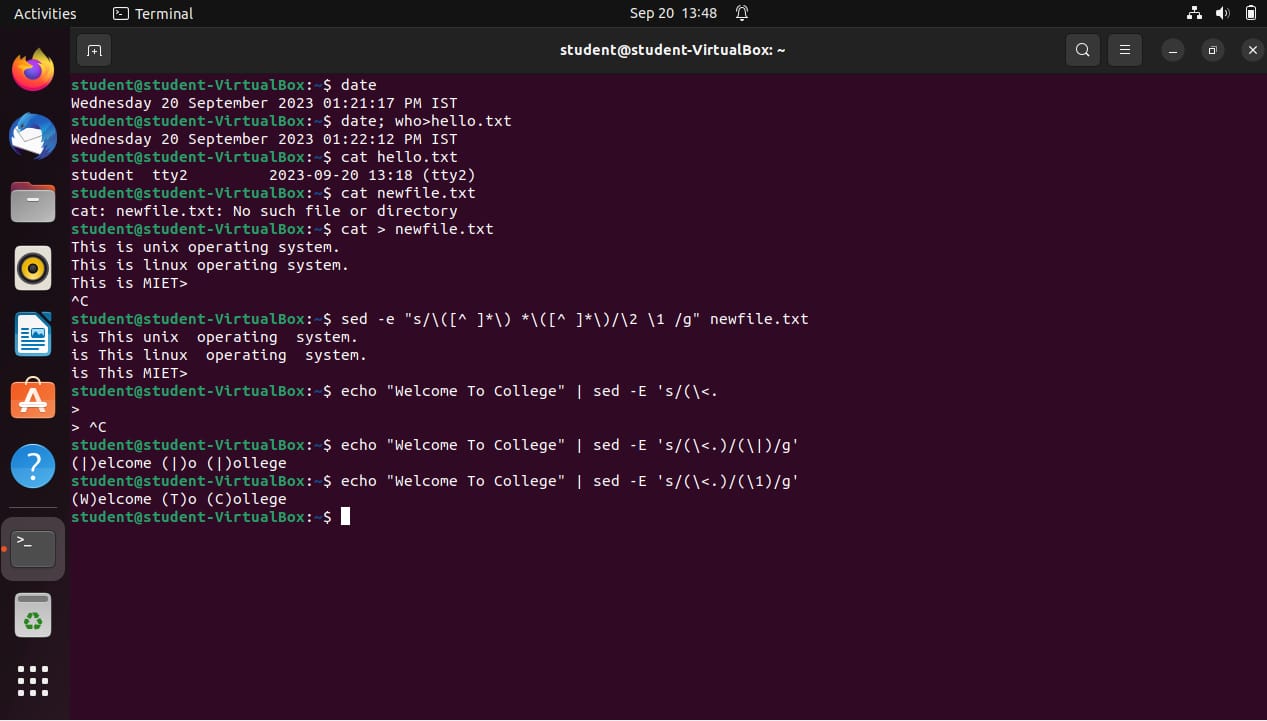 Activities Terminal Sep 20 13:48
student@student-VirtualBox: ~
student@student-VirtualBox:~$ date
Wednesday 20 September 2023 01:21:17 PM IST
student@student-VirtualBox:~$ date; who>hello.txt
Wednesday 20 September 2023 01:22:12 PM IST
student@student-VirtualBox:~$ cat hello.txt
student  tty2         2023-09-20 13:18 (tty2)
student@student-VirtualBox:~$ cat newfile.txt
cat: newfile.txt: No such file or directory
student@student-VirtualBox:~$ cat > newfile.txt
This is unix operating system.
This is linux operating system.
This is MIET>
^C
student@student-VirtualBox:~$ sed -e "s/\([^ ]*\) *\([^ ]*\)/\2 \1 /g" newfile.txt
is This unix  operating  system.
is This linux  operating  system.
is This MIET>
student@student-VirtualBox:~$ echo "Welcome To College" | sed -E 's/(\<.
>
> ^C
student@student-VirtualBox:~$ echo "Welcome To College" | sed -E 's/(\<.)/(\|)/g'
(|)elcome (|)o (|)ollege
student@student-VirtualBox:~$ echo "Welcome To College" | sed -E 's/(\<.)/(\1)/g'
(W)elcome (T)o (C)ollege
student@student-VirtualBox:~$